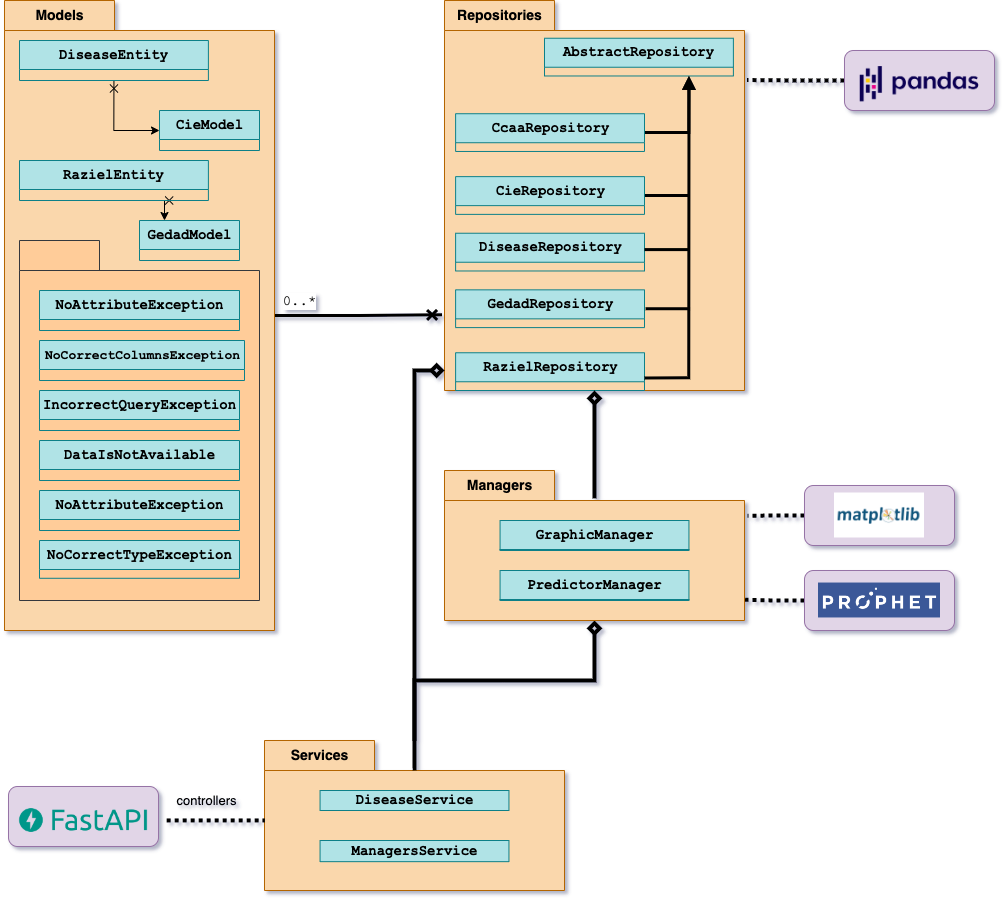 Models
DiseaseEntity
CieModel
RazielEntity
GedadModel
NoAttributeException
NoCorrectColumnsException
IncorrectQueryException
DataIsNotAvailable
NoAttributeException
NoCorrectTypeException
0..*
Repositories
AbstractRepository
CcaaRepository
CieRepository
DiseaseRepository
GedadRepository
RazielRepository
pandas
Managers
GraphicManager
PredictorManager
matplotlib
PROPHET
Services
DiseaseService
ManagersService
controllers
FastAPI